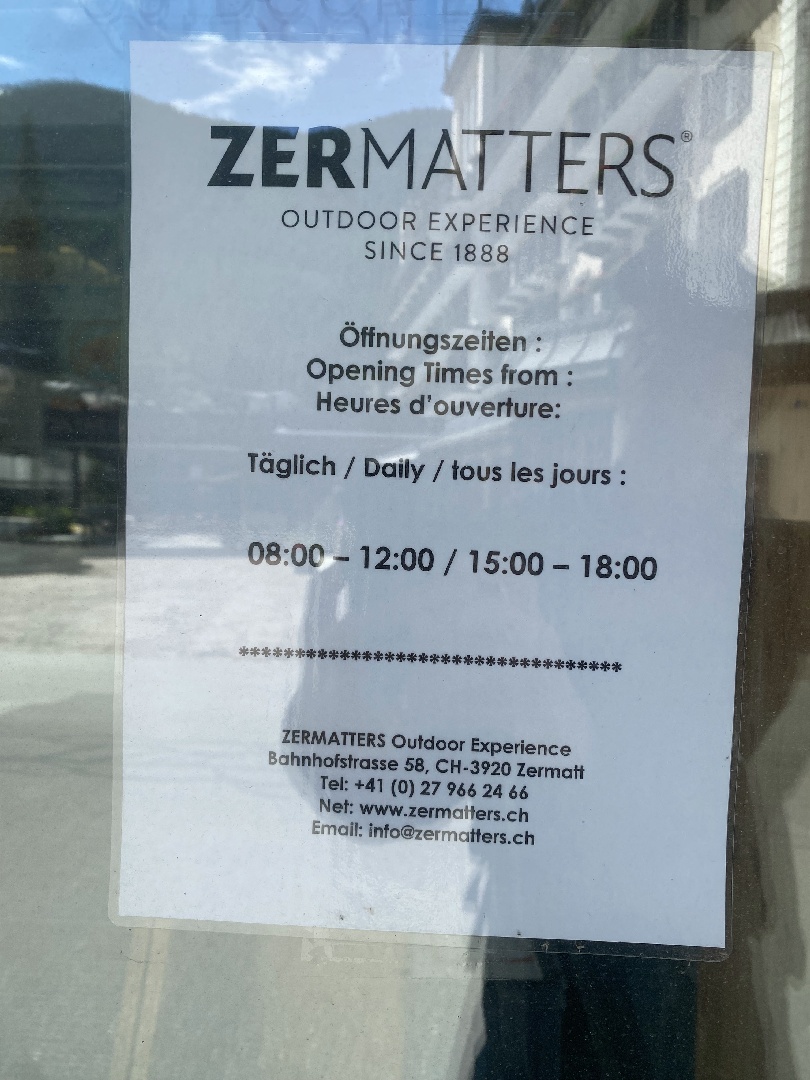 ZERMATTERS®
OUTDOOR EXPERIENCE
SINCE 1888
Öffnungszeiten :
Opening Times from :
Heures d'ouverture:
Täglich / Daily / tous les jours :
08:00 – 12:00 / 15:00 – 18:00
**********************************
ZERMATTERS Outdoor Experience
Bahnhofstrasse 58, CH-3920 Zermatt
Tel: +41 (0) 27 966 24 66
Net: www.zermatters.ch
Email: info@zermatters.ch